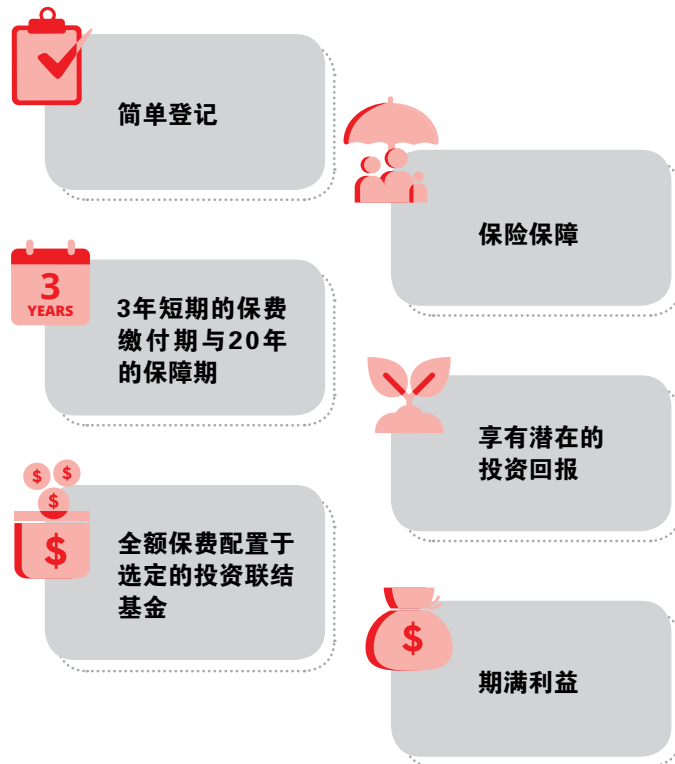 简单登记
保险保障
3
YEARS
3年短期的保费
缴付期与20年
的保障期
享有潜在的
投资回报
$
$
$
$
全额保费配置于
选定的投资联结
基金
$
期满利益